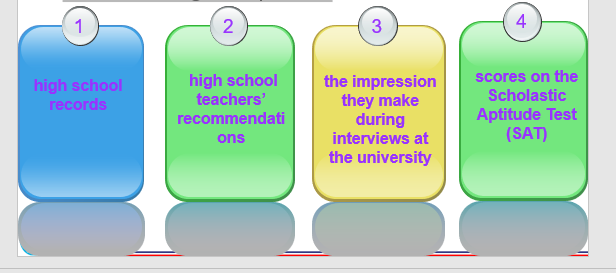 1
high school
records
2
high school
teachers’
recommendati
ons
3
the impression
they make
during
interviews at
the university
4
scores on the
Scholastic
Aptitude Test
(SAT)